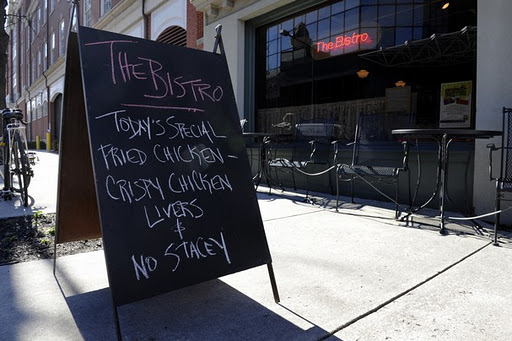 THE BISTRO
TODAY'S SPECIAL
FRIED CHICKEN -
CRISPY CHICKEN
LIVERS
&
NO STACEY
The Bistro